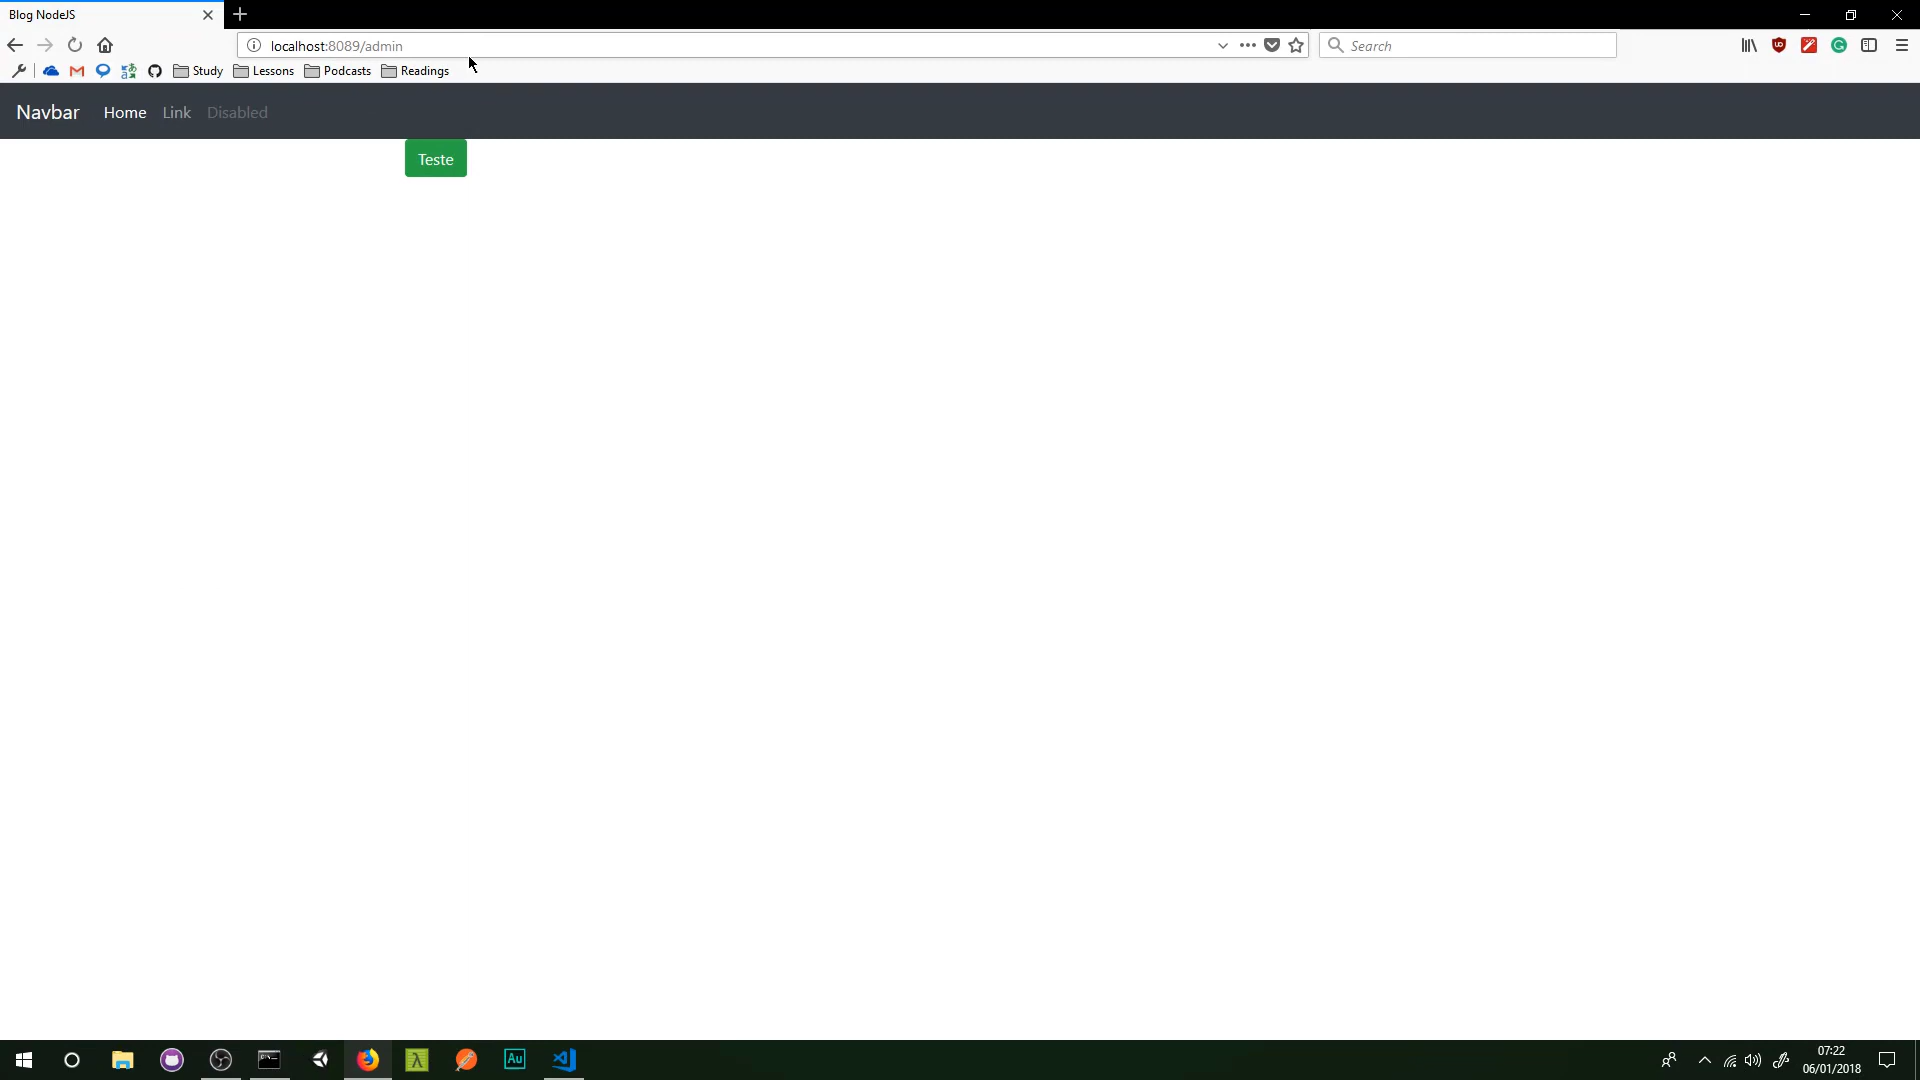 Blog NodeJS
localhost:8089/admin
Search
Study Lessons Podcasts Readings
Navbar Home Link Disabled
Teste
Au
07:22
06/01/2018